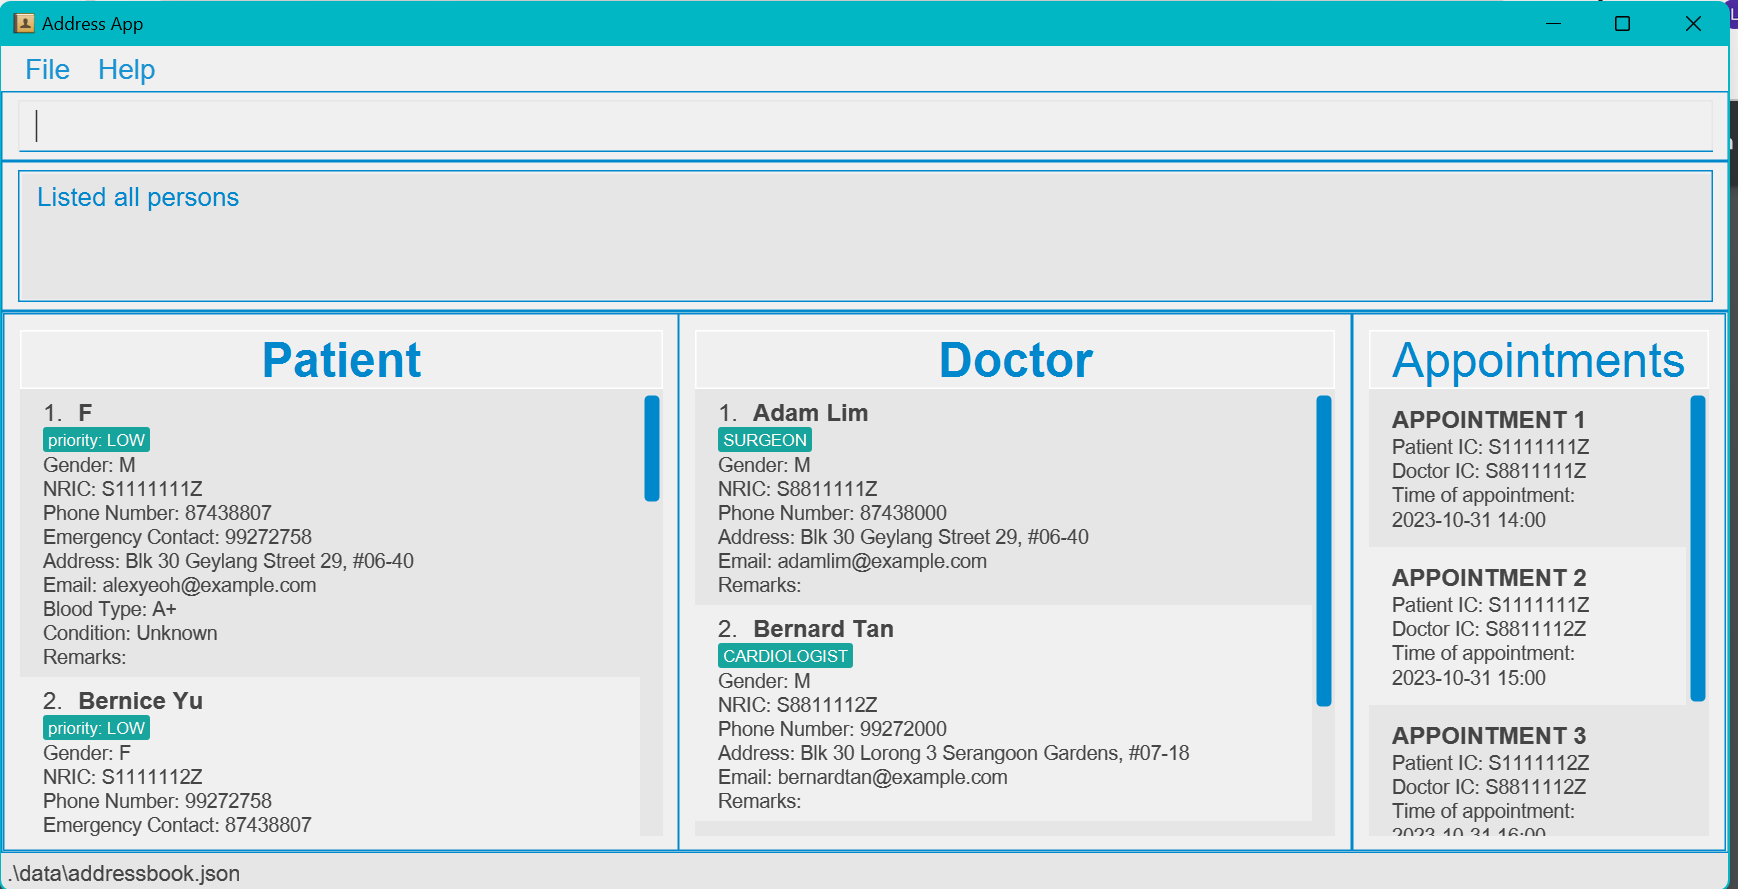 Address App
File Help
Listed all persons
Patient
1. F
priority: LOW
Gender: M
NRIC: S1111111Z
Phone Number: 87438807
Emergency Contact: 99272758
Address: Blk 30 Geylang Street 29, #06-40
Email: alexyeoh@example.com
Blood Type: A+
Condition: Unknown
Remarks:
2. Bernice Yu
priority: LOW
Gender: F
NRIC: S1111112Z
Phone Number: 99272758
Emergency Contact: 87438807
Doctor
1. Adam Lim
SURGEON
Gender: M
NRIC: S8811111Z
Phone Number: 87438000
Address: Blk 30 Geylang Street 29, #06-40
Email: adamlim@example.com
Remarks:
2. Bernard Tan
CARDIOLOGIST
Gender: M
NRIC: S8811112Z
Phone Number: 99272000
Address: Blk 30 Lorong 3 Serangoon Gardens, #07-18
Email: bernardtan@example.com
Remarks:
Appointments
APPOINTMENT 1
Patient IC: S1111111Z
Doctor IC: S8811111Z
Time of appointment:
2023-10-31 14:00
APPOINTMENT 2
Patient IC: S1111111Z
Doctor IC: S8811112Z
Time of appointment:
2023-10-31 15:00
APPOINTMENT 3
Patient IC: S1111112Z
Doctor IC: S8811112Z
Time of appointment:
2023-10-31 16:00
.\data\addressbook.json